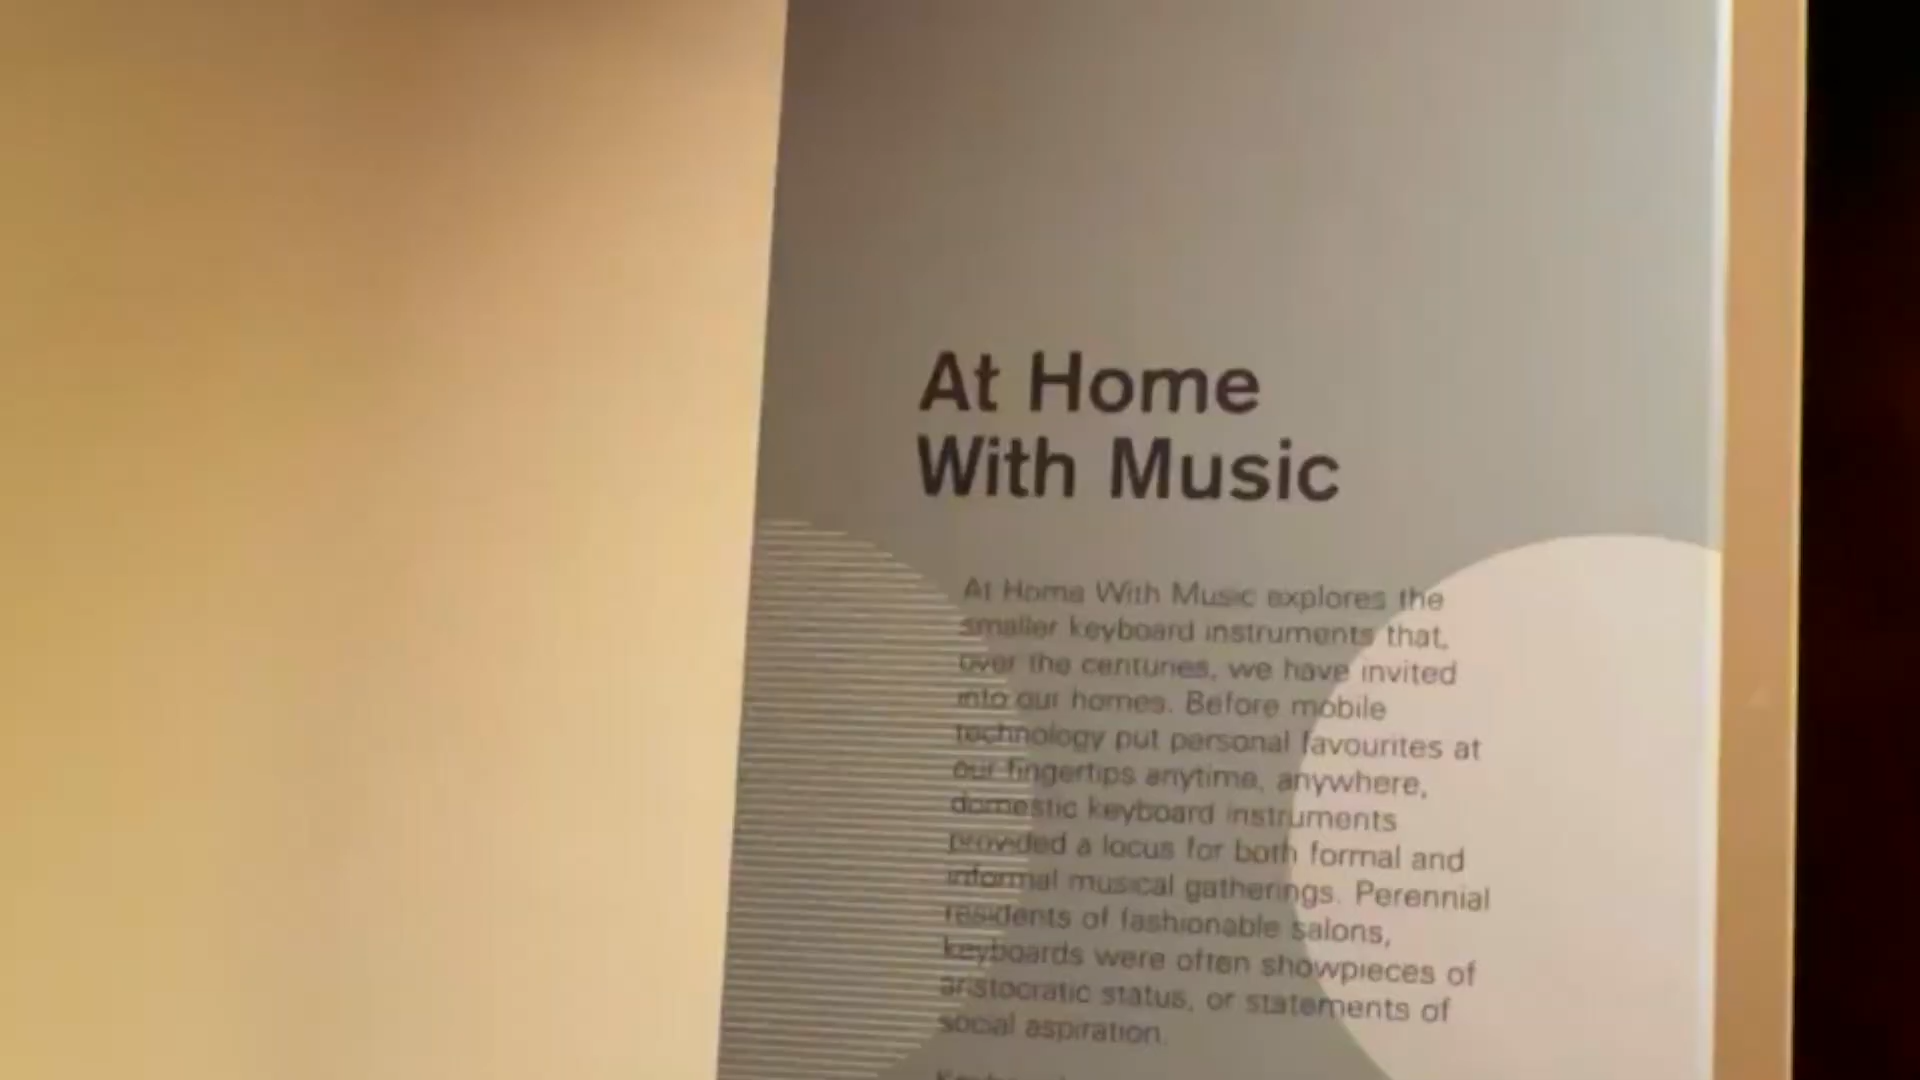 At Home
With Music
At Home With Music explores the
smaller keyboard instruments that,
over the centuries, we have invited
into our homes. Before mobile
technology put personal favourites at
our fingertips anytime, anywhere,
domestic keyboard instruments
provided a locus for both formal and
informal musical gatherings. Perennial
residents of fashionable salons,
keyboards were often showpieces of
aristocratic status, or statements of
social aspiration.